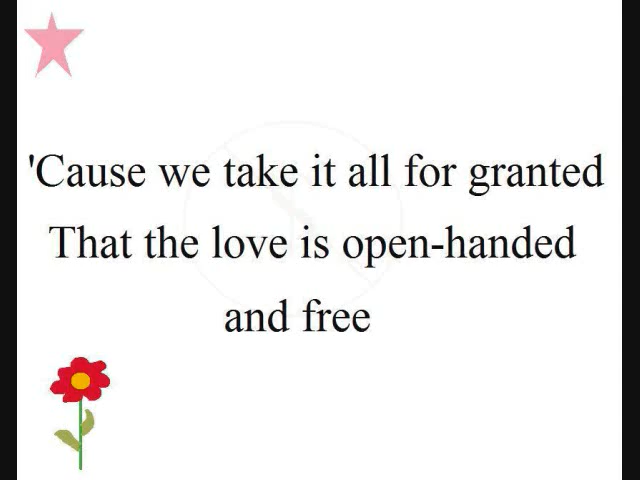 'Cause we take it all for granted
That the love is open-handed
and free